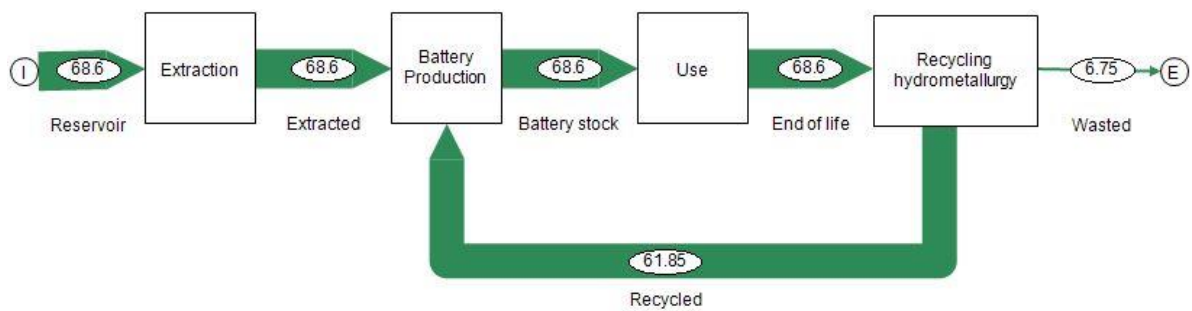 I
68.6
Reservoir
Extraction
68.6
Extracted
Battery
Production
68.6
Battery stock
Use
68.6
End of life
Recycling
hydrometallurgy
6.75
E
Wasted
61.85
Recycled